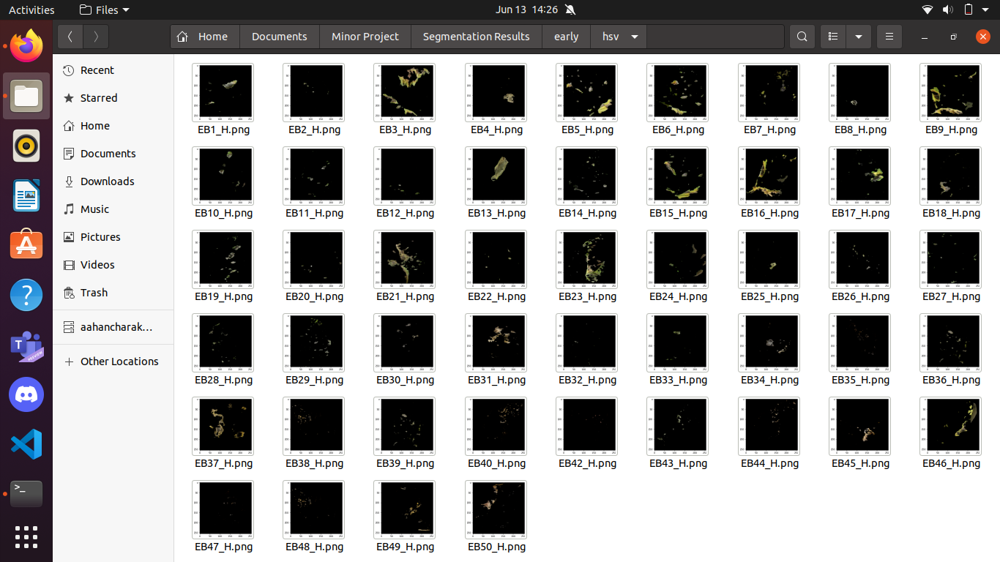 Activities Files Jun 13 14:26
Home Documents Minor Project Segmentation Results early hsv
Recent
Starred
Home
Documents
Downloads
Music
Pictures
Videos
Trash
aahancharak...
Other Locations
EB1_H.png EB2_H.png EB3_H.png EB4_H.png EB5_H.png EB6_H.png EB7_H.png EB8_H.png EB9_H.png
EB10_H.png EB11_H.png EB12_H.png EB13_H.png EB14_H.png EB15_H.png EB16_H.png EB17_H.png EB18_H.png
EB19_H.png EB20_H.png EB21_H.png EB22_H.png EB23_H.png EB24_H.png EB25_H.png EB26_H.png EB27_H.png
EB28_H.png EB29_H.png EB30_H.png EB31_H.png EB32_H.png EB33_H.png EB34_H.png EB35_H.png EB36_H.png
EB37_H.png EB38_H.png EB39_H.png EB40_H.png EB42_H.png EB43_H.png EB44_H.png EB45_H.png EB46_H.png
EB47_H.png EB48_H.png EB49_H.png EB50_H.png